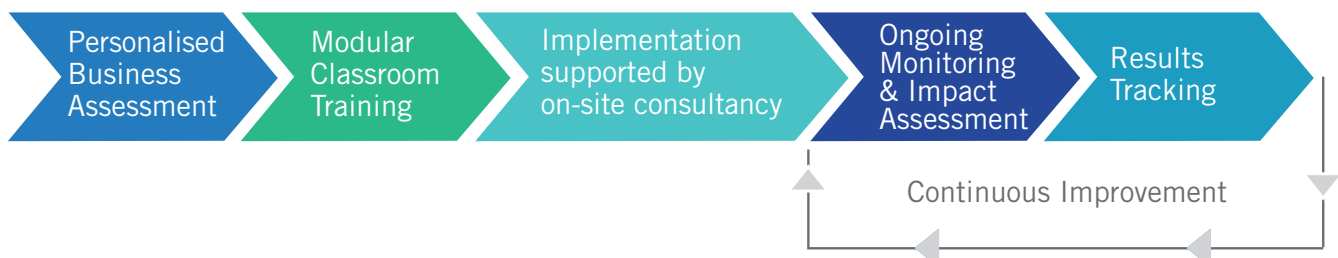 Personalised
Business
Assessment
Modular
Classroom
Training
Implementation
supported by
on-site consultancy
Ongoing
Monitoring
& Impact
Assessment
Results
Tracking
Continuous Improvement